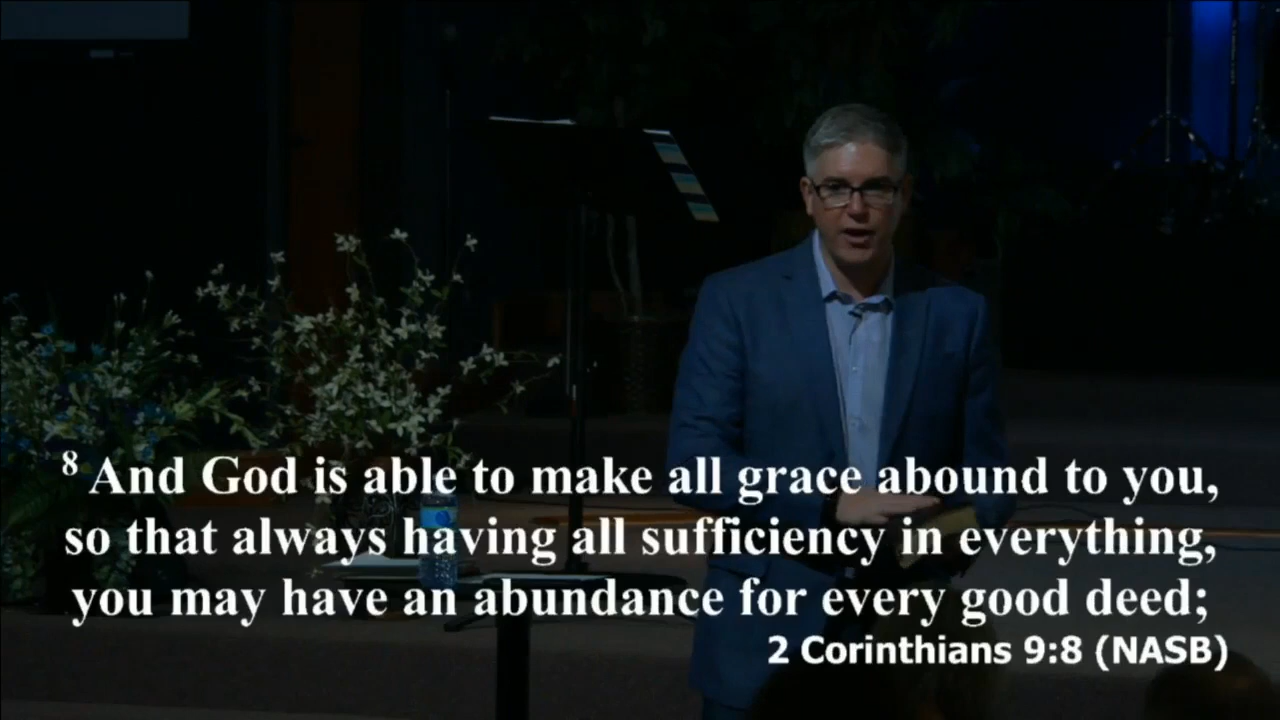 8 And God is able to make all grace abound to you,
so that always having all sufficiency in everything,
you may have an abundance for every good deed;
2 Corinthians 9:8 (NASB)